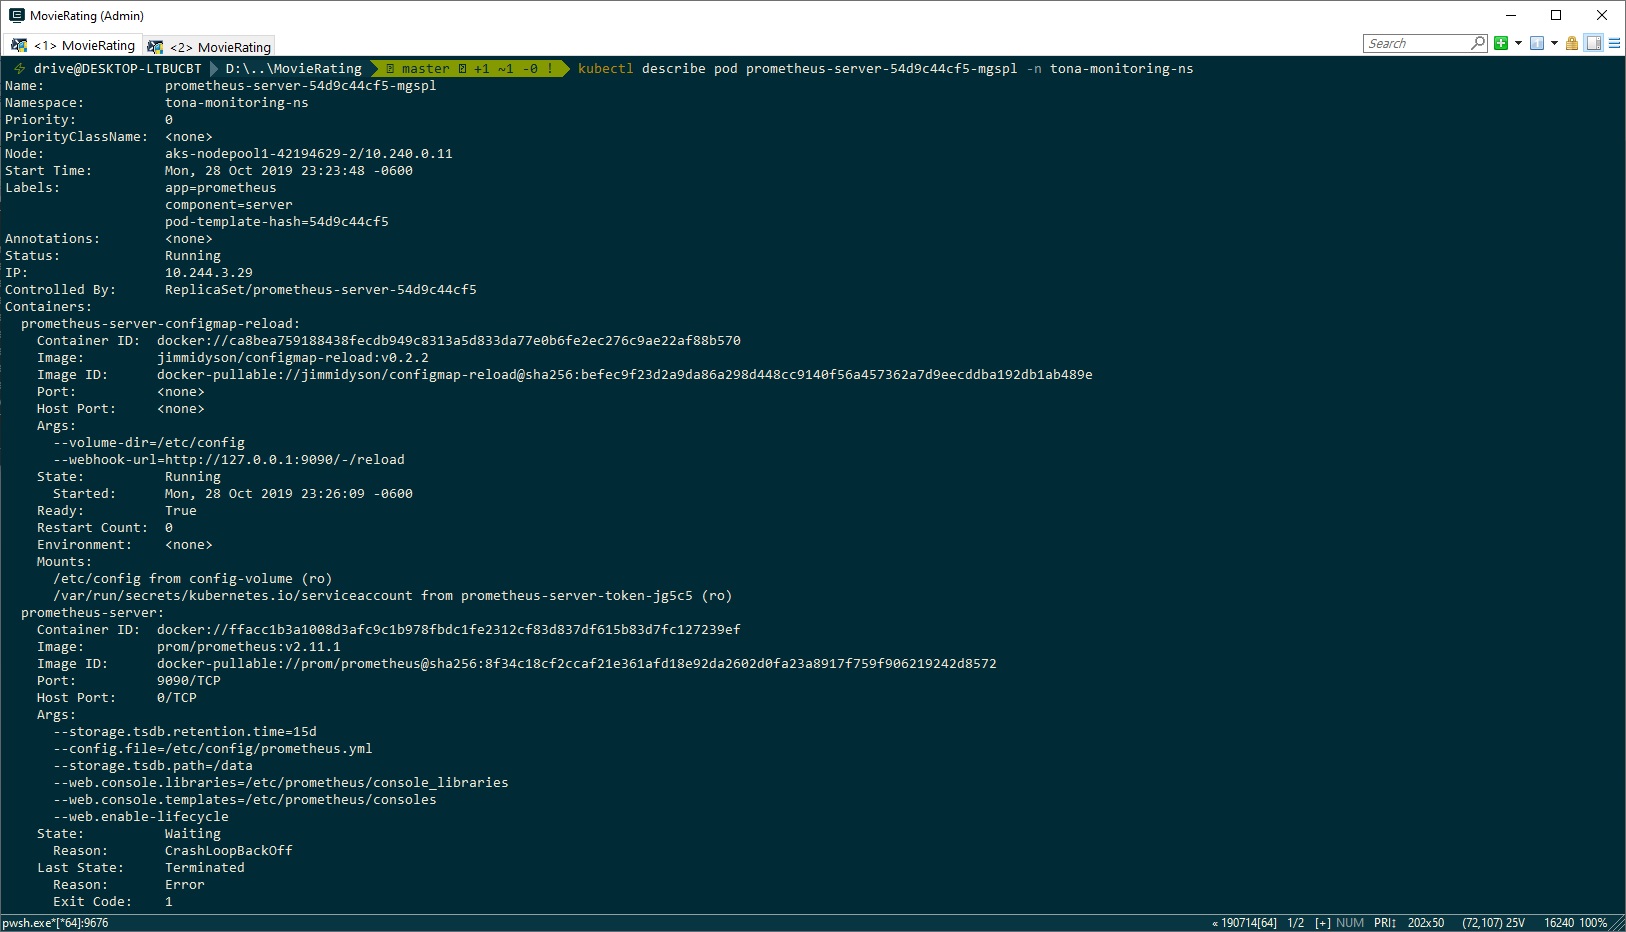 MovieRating (Admin)
<1> MovieRating
<2> MovieRating
Search
drive@DESKTOP-LTBUCBT D:\..\MovieRating master +1 ~1 -0 ! kubectl describe pod prometheus-server-54d9c44cf5-mgspl -n tona-monitoring-ns
Name: prometheus-server-54d9c44cf5-mgspl
Namespace: tona-monitoring-ns
Priority: 0
PriorityClassName: <none>
Node: aks-nodepool1-42194629-2/10.240.0.11
Start Time: Mon, 28 Oct 2019 23:23:48 -0600
Labels: app=prometheus
component=server
pod-template-hash=54d9c44cf5
Annotations: <none>
Status: Running
IP: 10.244.3.29
Controlled By: ReplicaSet/prometheus-server-54d9c44cf5
Containers:
prometheus-server-configmap-reload:
Container ID: docker://ca8bea759188438fecdb949c8313a5d833da77e0b6fe2ec276c9ae22af88b570
Image: jimmidyson/configmap-reload:v0.2.2
Image ID: docker-pullable://jimmidyson/configmap-reload@sha256:befec9f23d2a9da86a298d448cc9140f56a457362a7d9eecddba192db1ab489e
Port: <none>
Host Port: <none>
Args:
--volume-dir=/etc/config
--webhook-url=http://127.0.0.1:9090/-/reload
State: Running
Started: Mon, 28 Oct 2019 23:26:09 -0600
Ready: True
Restart Count: 0
Environment: <none>
Mounts:
/etc/config from config-volume (ro)
/var/run/secrets/kubernetes.io/serviceaccount from prometheus-server-token-jg5c5 (ro)
prometheus-server:
Container ID: docker://ffacc1b3a1008d3afc9c1b978fbdc1fe2312cf83d837df615b83d7fc127239ef
Image: prom/prometheus:v2.11.1
Image ID: docker-pullable://prom/prometheus@sha256:8f34c18cf2ccaf21e361afd18e92da2602d0fa23a8917f759f906219242d8572
Port: 9090/TCP
Host Port: 0/TCP
Args:
--storage.tsdb.retention.time=15d
--config.file=/etc/config/prometheus.yml
--storage.tsdb.path=/data
--web.console.libraries=/etc/prometheus/console_libraries
--web.console.templates=/etc/prometheus/consoles
--web.enable-lifecycle
State: Waiting
Reason: CrashLoopBackOff
Last State: Terminated
Reason: Error
Exit Code: 1
pwsh.exe*[*64]:9676 « 190714[64] 1/2 [+] NUM PRI↕ 202x50 (72,107) 25V 16240 100%